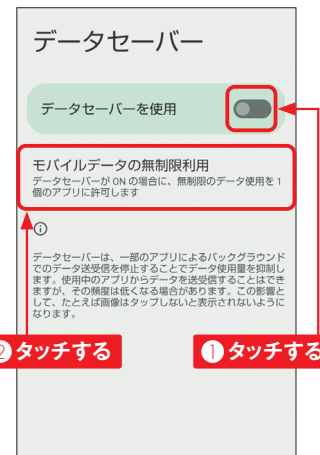 データセーバー
データセーバーを使用
モバイルデータの無制限利用
データセーバーが ON の場合に、無制限のデータ使用を 1
個のアプリに許可します
データセーバーは、一部のアプリによるバックグラウンド
でのデータ送受信を停止することでデータ使用量を抑制し
ます。使用中のアプリからデータを送受信することはでき
ますが、その頻度は低くなる場合があります。この影響と
して、たとえば画像はタップしないと表示されないように
なります。
②タッチする
①タッチする